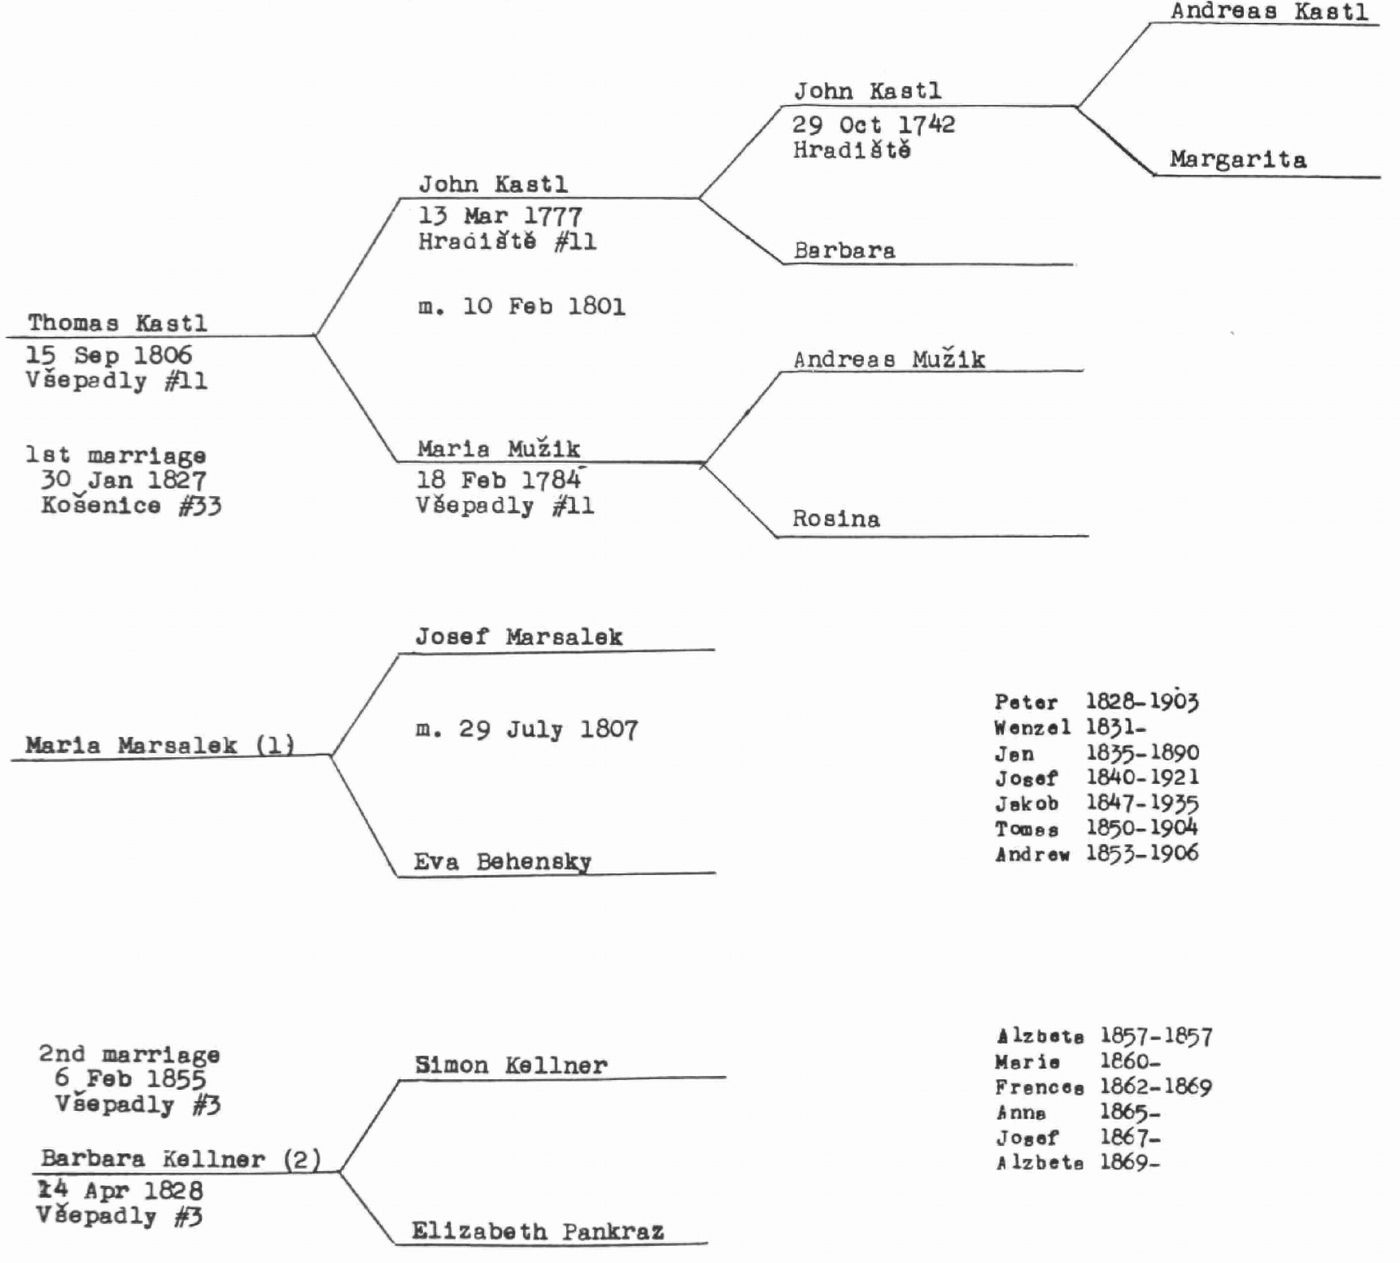 Andreas Kastl
John Kastl
29 Oct 1742
Hradiště
Margarita
John Kastl
13 Mar 1777
Hradiště #11
Barbara
m. 10 Feb 1801
Thomas Kastl
15 Sep 1806
Všepadly #11
Andreas Mužik
1st marriage
30 Jan 1827
Košenice #33
Maria Mužik
18 Feb 1784
Všepadly #11
Rosina
Josef Marsalek
m. 29 July 1807
Maria Marsalek (1)
Eva Behensky
Peter 1828-1903
Wenzel 1831-
Jan 1835-1890
Josef 1840-1921
Jakob 1847-1935
Tomas 1850-1904
Andrew 1853-1906
2nd marriage
6 Feb 1855
Všepadly #3
Simon Kellner
Barbara Kellner (2)
14 Apr 1828
Všepadly #3
Elizabeth Pankraz
Alzbeta 1857-1857
Marie 1860-
Frances 1862-1869
Anna 1865-
Josef 1867-
Alzbeta 1869-